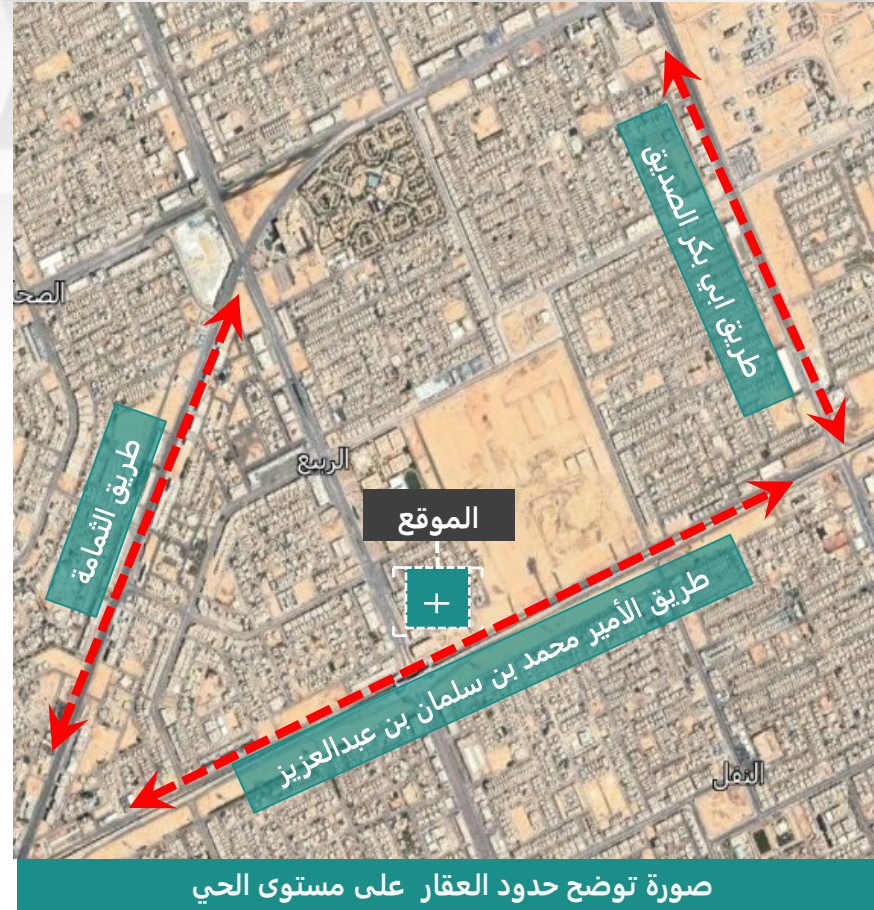 طريق ابي بكر الصديق
الصحا
طريق الثمامة
الربيع
الموقع
+
طريق الأمير محمد بن سلمان بن عبدالعزيز
النفل
صورة توضح حدود العقار على مستوى الحي